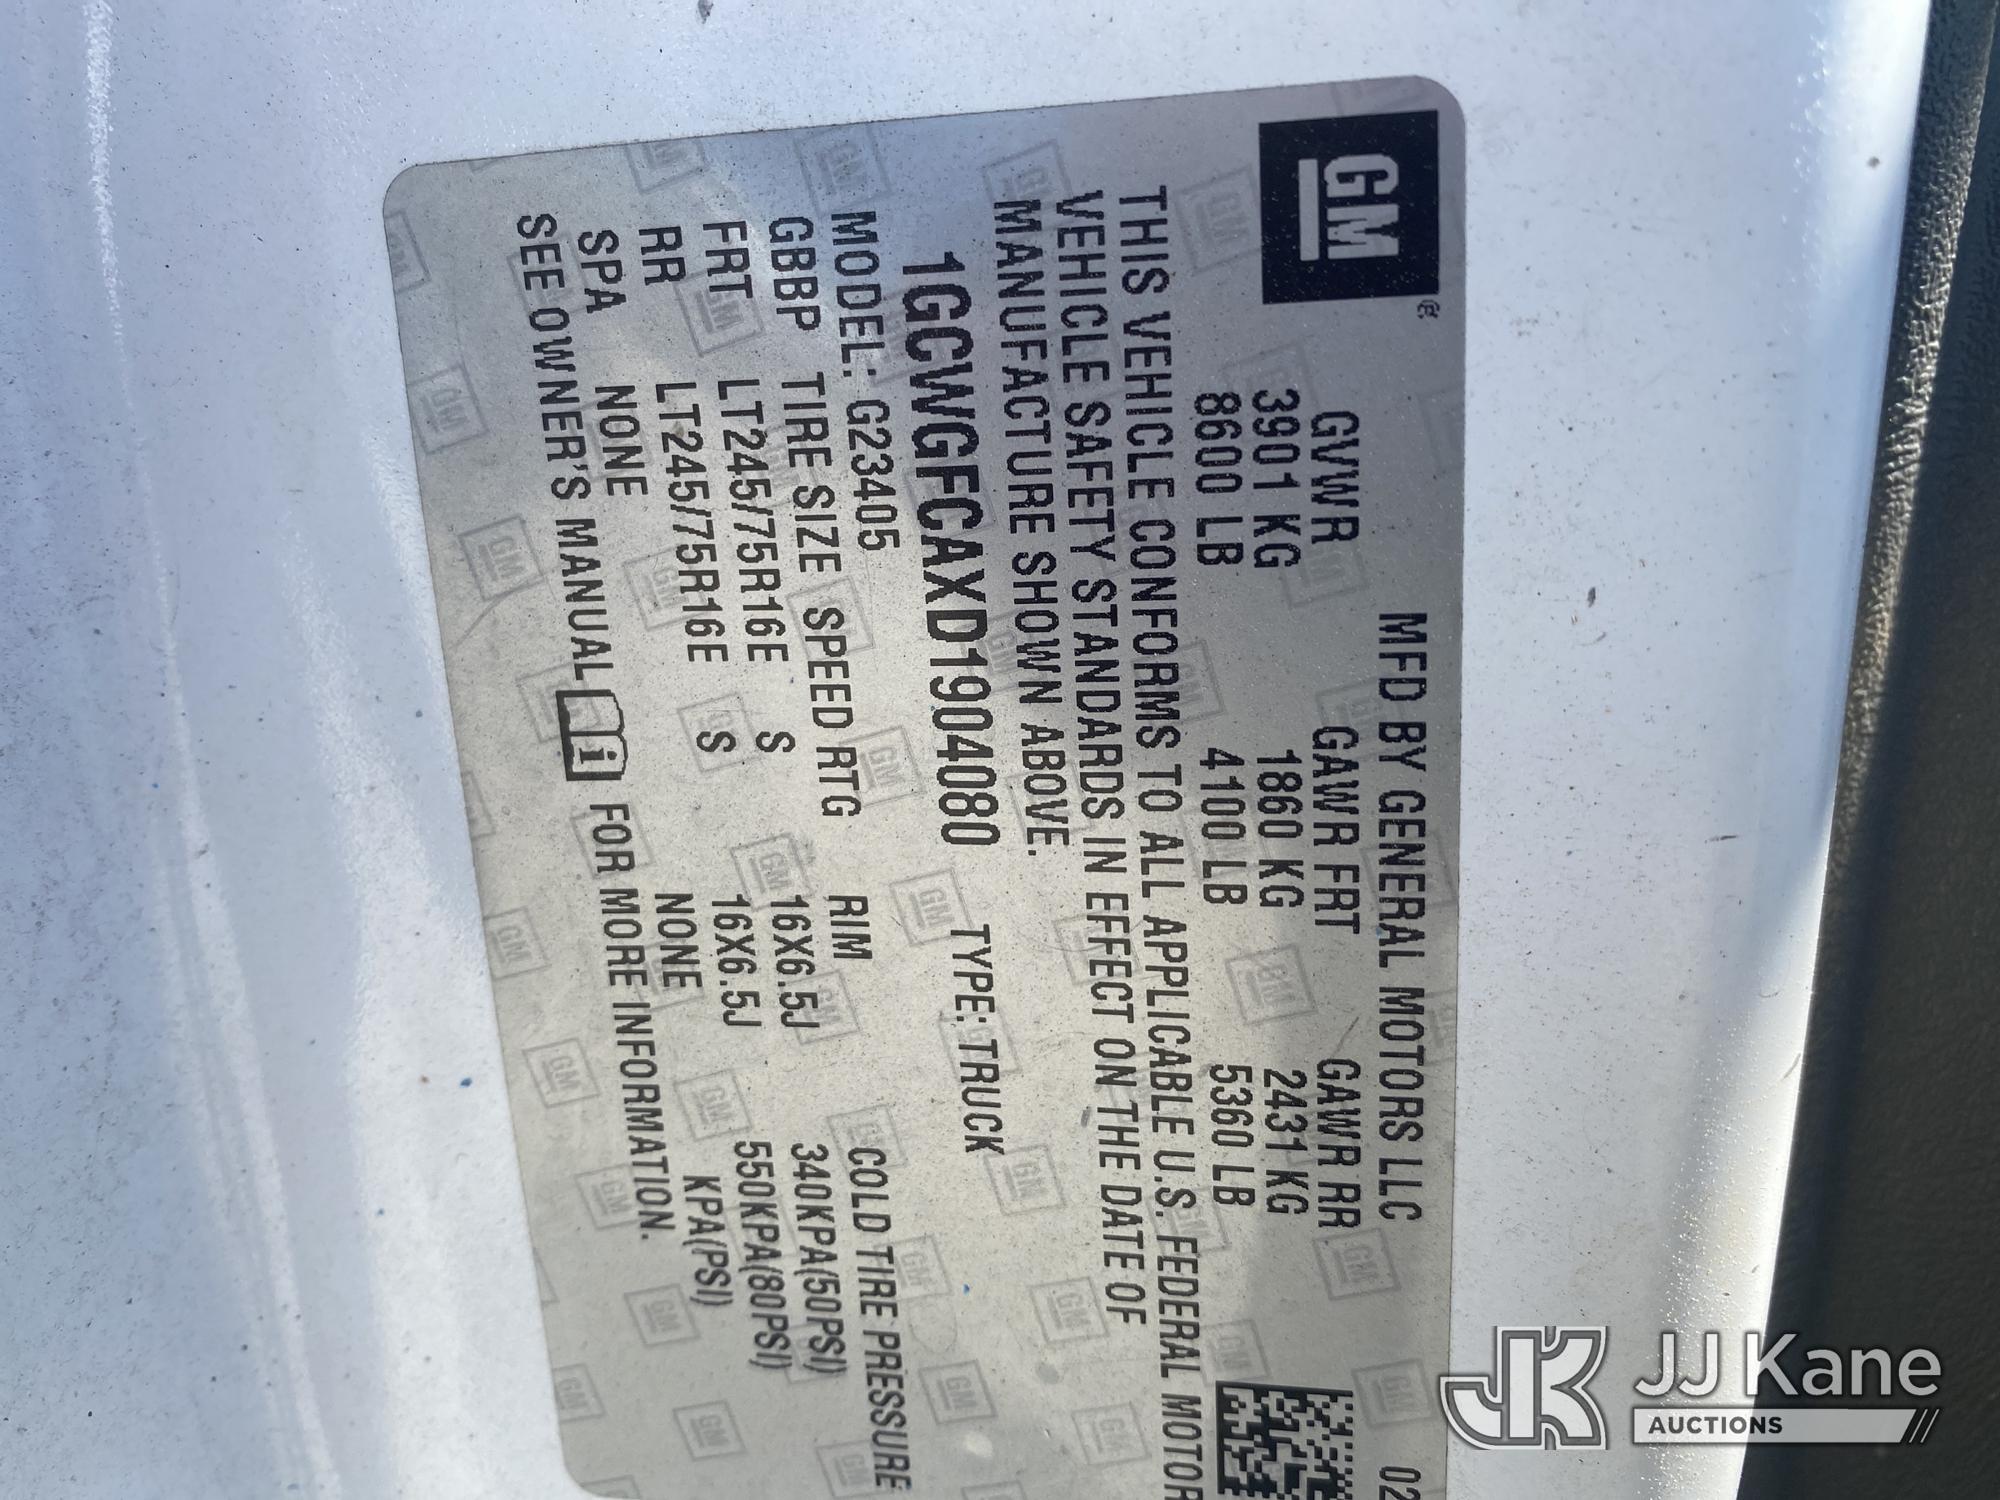 GM®
MFD BY GENERAL MOTORS LLC 02
GVWR GAWR FRT GAWR RR
3901 KG 1860 KG 2431 KG
8600 LB 4100 LB 5360 LB
THIS VEHICLE CONFORMS TO ALL APPLICABLE U.S. FEDERAL MOTOR
VEHICLE SAFETY STANDARDS IN EFFECT ON THE DATE OF
MANUFACTURE SHOWN ABOVE.
1GCWGFCAXD1904080 TYPE: TRUCK
MODEL: G23405
GBBP TIRE SIZE SPEED RTG RIM COLD TIRE PRESSURE
FRT LT245/75R16E S 16X6.5J 340KPA(50PSI)
RR LT245/75R16E S 16X6.5J 550KPA(80PSI)
SPA NONE NONE KPA(PSI)
SEE OWNER'S MANUAL i FOR MORE INFORMATION.
JK JJ Kane
AUCTIONS